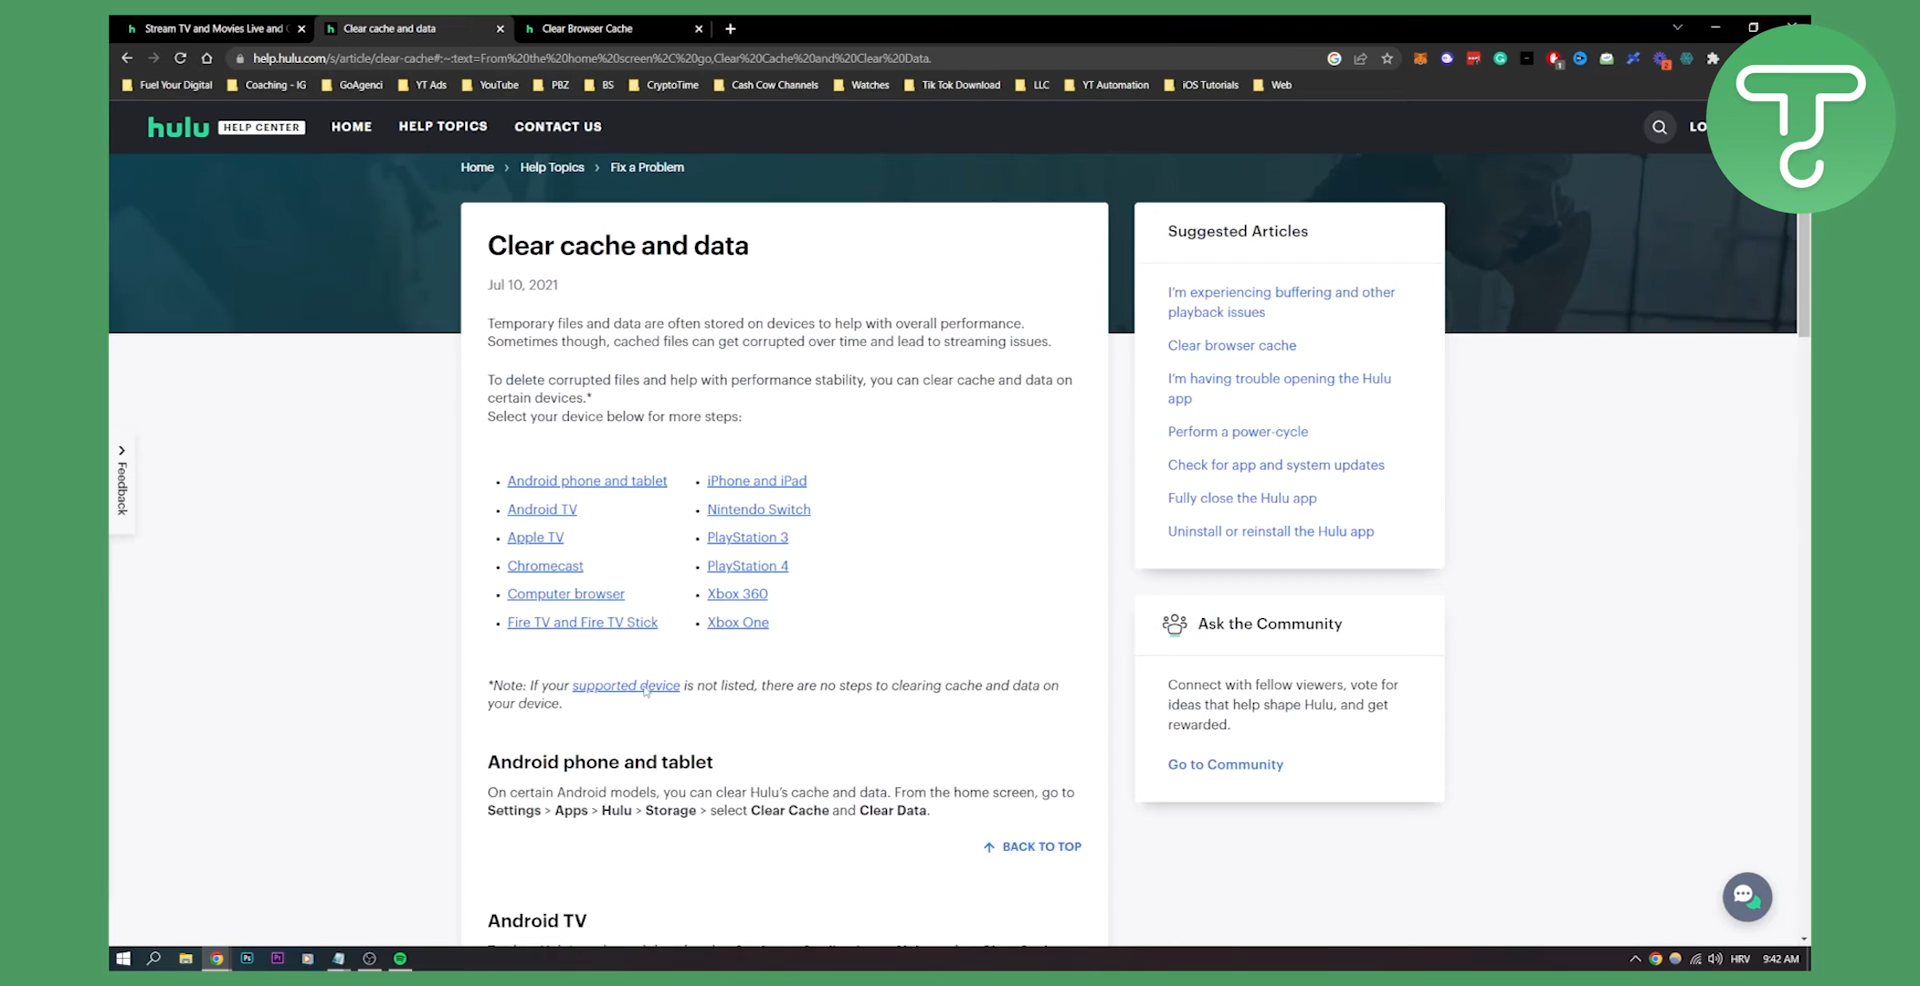 Stream TV and Movies Live and
Clear cache and data
Clear Browser Cache
help.hulu.com/s/article/clear-cache#:~:text=From%20the%20home%20screen%2C%20go,Clear%20Cache%20and%20Clear%20Data.
Fuel Your Digital
Coaching - IG
GoAgenci
YT Ads
YouTube
PBZ
BS
CryptoTime
Cash Cow Channels
Watches
Tik Tok Download
LLC
YT Automation
iOS Tutorials
Web
hulu HELP CENTER
HOME
HELP TOPICS
CONTACT US
LO
Home > Help Topics > Fix a Problem
Clear cache and data
Jul 10, 2021
Temporary files and data are often stored on devices to help with overall performance.
Sometimes though, cached files can get corrupted over time and lead to streaming issues.
To delete corrupted files and help with performance stability, you can clear cache and data on
certain devices.*
Select your device below for more steps:
• Android phone and tablet
• Android TV
• Apple TV
• Chromecast
• Computer browser
• Fire TV and Fire TV Stick
• iPhone and iPad
• Nintendo Switch
• PlayStation 3
• PlayStation 4
• Xbox 360
• Xbox One
*Note: If your supported device is not listed, there are no steps to clearing cache and data on
your device.
Android phone and tablet
On certain Android models, you can clear Hulu's cache and data. From the home screen, go to
Settings > Apps > Hulu > Storage > select Clear Cache and Clear Data.
BACK TO TOP
Android TV
Suggested Articles
I'm experiencing buffering and other
playback issues
Clear browser cache
I'm having trouble opening the Hulu
app
Perform a power-cycle
Check for app and system updates
Fully close the Hulu app
Uninstall or reinstall the Hulu app
Ask the Community
Connect with fellow viewers, vote for
ideas that help shape Hulu, and get
rewarded.
Go to Community
Feedback
HRV
9:42 AM